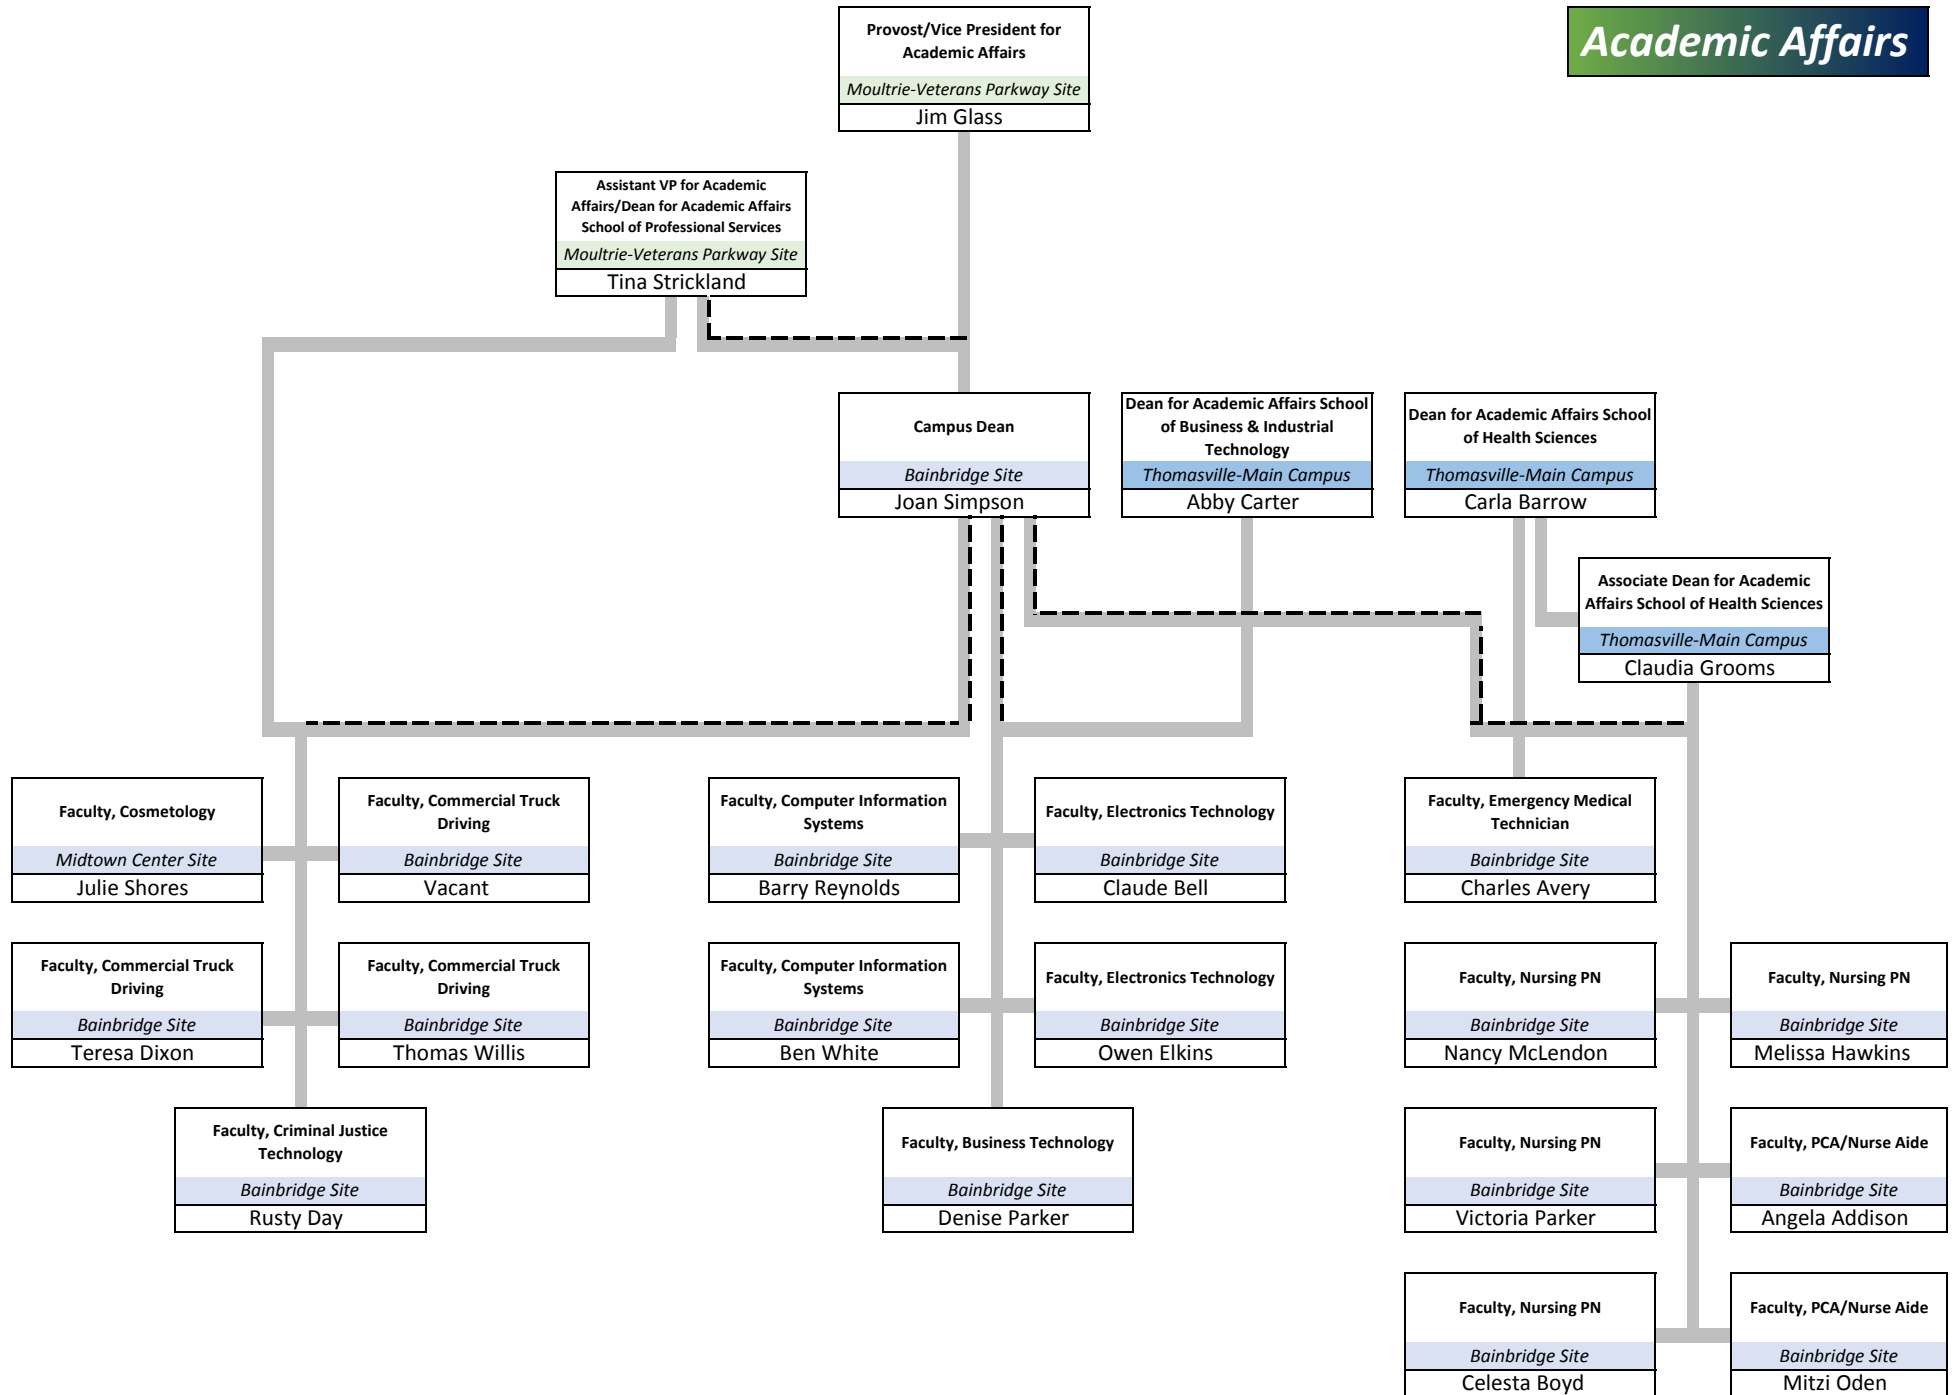 Academic Affairs
Provost/Vice President for
Academic Affairs
Moultrie-Veterans Parkway Site
Jim Glass
Assistant VP for Academic
Affairs/Dean for Academic Affairs
School of Professional Services
Moultrie-Veterans Parkway Site
Tina Strickland
Campus Dean
Bainbridge Site
Joan Simpson
Dean for Academic Affairs School
of Business & Industrial
Technology
Thomasville-Main Campus
Abby Carter
Dean for Academic Affairs School
of Health Sciences
Thomasville-Main Campus
Carla Barrow
Associate Dean for Academic
Affairs School of Health Sciences
Thomasville-Main Campus
Claudia Grooms
Faculty, Cosmetology
Midtown Center Site
Julie Shores
Faculty, Commercial Truck
Driving
Bainbridge Site
Vacant
Faculty, Computer Information
Systems
Bainbridge Site
Barry Reynolds
Faculty, Electronics Technology
Bainbridge Site
Claude Bell
Faculty, Emergency Medical
Technician
Bainbridge Site
Charles Avery
Faculty, Commercial Truck
Driving
Bainbridge Site
Teresa Dixon
Faculty, Commercial Truck
Driving
Bainbridge Site
Thomas Willis
Faculty, Computer Information
Systems
Bainbridge Site
Ben White
Faculty, Electronics Technology
Bainbridge Site
Owen Elkins
Faculty, Nursing PN
Bainbridge Site
Nancy McLendon
Faculty, Nursing PN
Bainbridge Site
Melissa Hawkins
Faculty, Criminal Justice
Technology
Bainbridge Site
Rusty Day
Faculty, Business Technology
Bainbridge Site
Denise Parker
Faculty, Nursing PN
Bainbridge Site
Victoria Parker
Faculty, PCA/Nurse Aide
Bainbridge Site
Angela Addison
Faculty, Nursing PN
Bainbridge Site
Celesta Boyd
Faculty, PCA/Nurse Aide
Bainbridge Site
Mitzi Oden